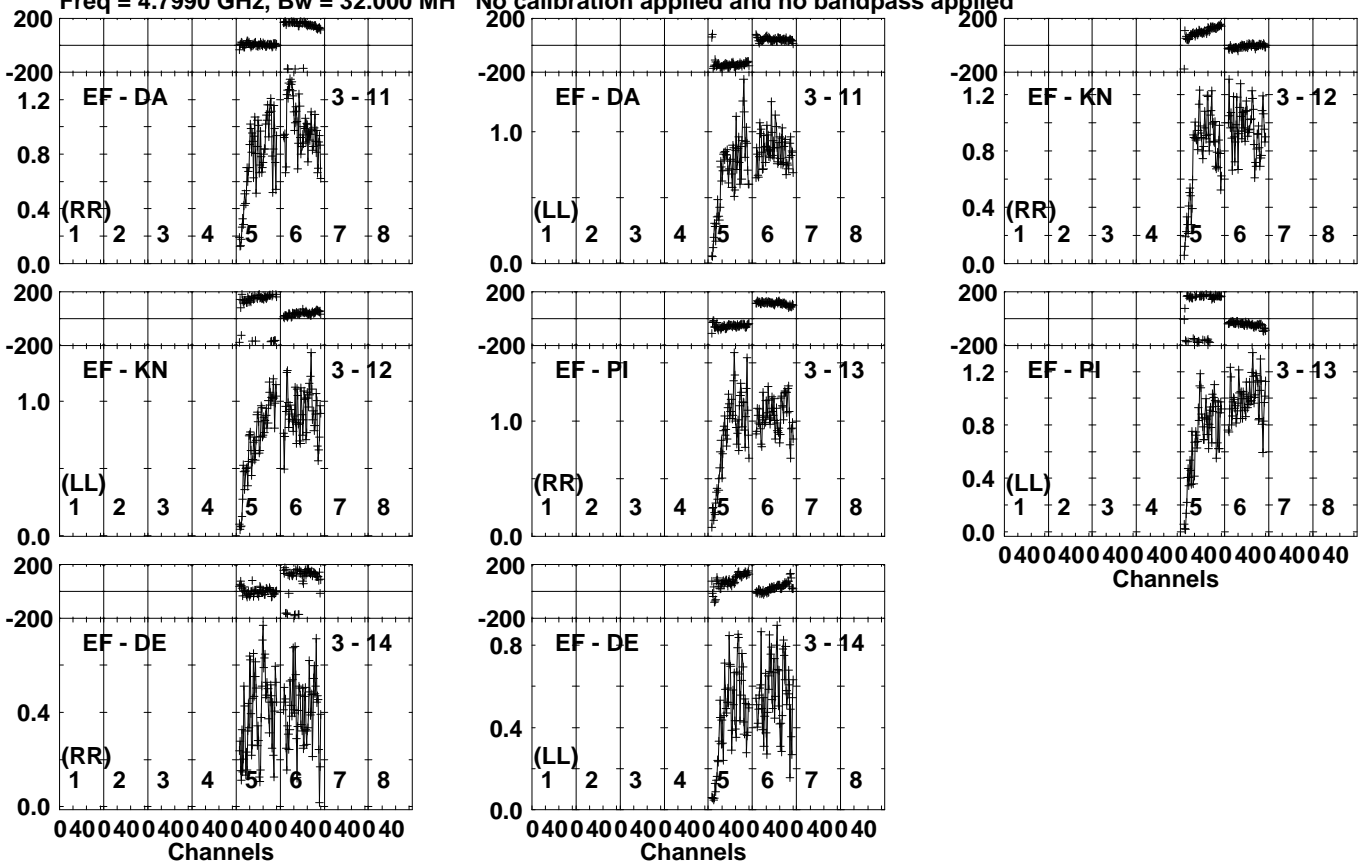 Freq = 4.7990 GHz, Bw = 32.000 MH No calibration applied and no bandpass applied
200
-200
1.2
0.8
0.4
0.0
EF - DA
3 - 11
(RR)
1 2 3 4 5 6 7 8
200
-200
1.0
0.0
EF - DA
3 - 11
(LL)
1 2 3 4 5 6 7 8
200
-200
1.2
0.8
0.4
0.0
EF - KN
3 - 12
(RR)
1 2 3 4 5 6 7 8
200
-200
1.0
0.0
EF - KN
3 - 12
(LL)
1 2 3 4 5 6 7 8
200
-200
1.0
0.0
EF - PI
3 - 13
(RR)
1 2 3 4 5 6 7 8
200
-200
1.2
0.8
0.4
0.0
EF - PI
3 - 13
(LL)
1 2 3 4 5 6 7 8
0 40 0 40 0 40 0 40 0 40 0 40 0 40 0 40
Channels
200
-200
0.4
0.0
EF - DE
3 - 14
(RR)
1 2 3 4 5 6 7 8
0 40 0 40 0 40 0 40 0 40 0 40 0 40 0 40
Channels
200
-200
0.8
0.4
0.0
EF - DE
3 - 14
(LL)
1 2 3 4 5 6 7 8
0 40 0 40 0 40 0 40 0 40 0 40 0 40 0 40
Channels